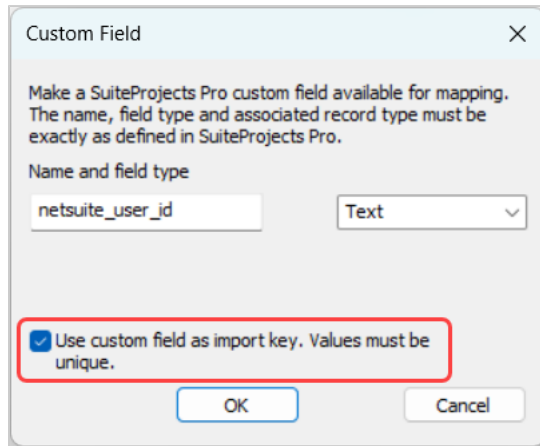 Custom Field
Make a SuiteProjects Pro custom field available for mapping.
The name, field type and associated record type must be
exactly as defined in SuiteProjects Pro.
Name and field type
netsuite_user_id
Text
Use custom field as import key. Values must be
unique.
OK
Cancel